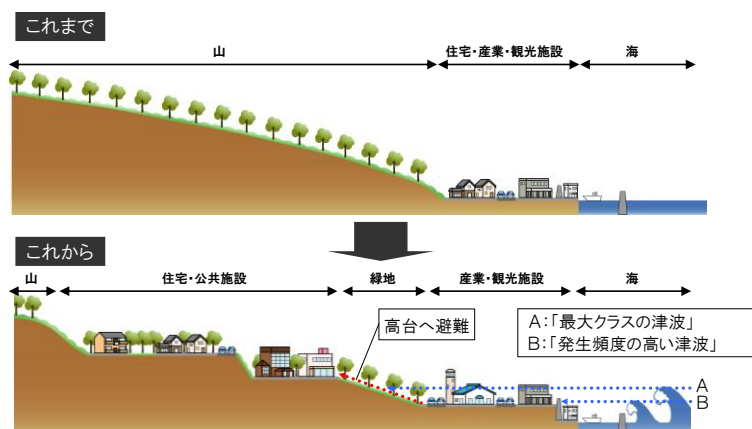 これまで
山
住宅・産業・観光施設
海
これから
山
住宅・公共施設
緑地
産業・観光施設
海
高台へ避難
A:「最大クラスの津波」
B:「発生頻度の高い津波」
A
B